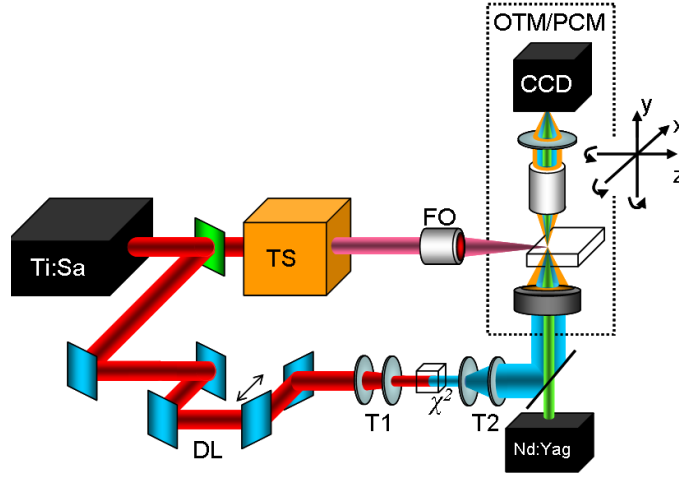 OTM/PCM
CCD
y
x
z
FO
Ti:Sa
TS
DL
T1
χ²
T2
Nd:Yag